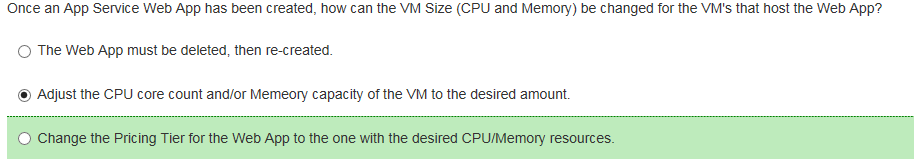 Once an App Service Web App has been created, how can the VM Size (CPU and Memory) be changed for the VM's that host the Web App?
The Web App must be deleted, then re-created.
Adjust the CPU core count and/or Memeory capacity of the VM to the desired amount.
Change the Pricing Tier for the Web App to the one with the desired CPU/Memory resources.